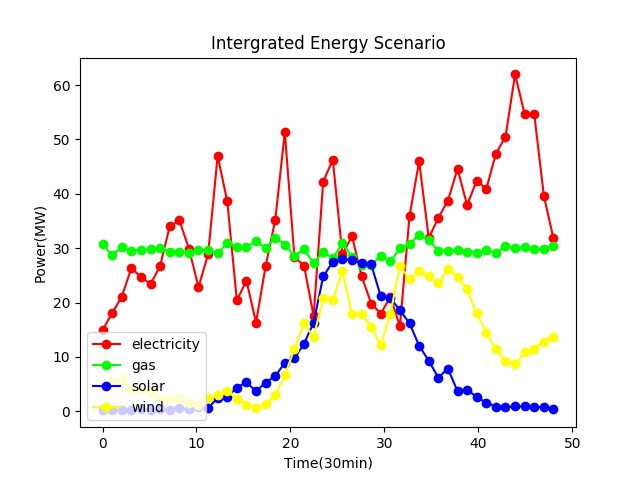 Intergrated Energy Scenario
Power(MW)
60
50
40
30
20
10
0
electricity
gas
solar
wind
0 10 20 30 40 50
Time(30min)